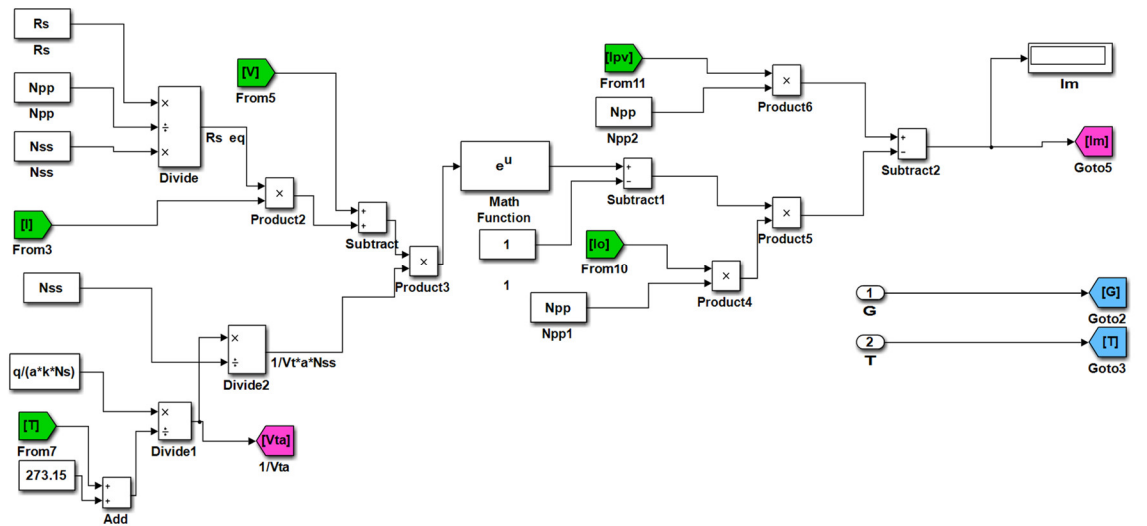 Rs
Rs
Npp
Npp
Nss
Nss
×
÷
×
Divide
Rs eq
[V]
From5
[I]
From3
×
Product2
+
+
Subtract
×
Product3
Nss
×
÷
Divide2
1/Vt*a*Nss
q/(a*k*Ns)
[T]
From7
273.15
+
+
Add
×
÷
Divide1
[Vta]
1/Vta
e^u
Math
Function
1
1
+
−
Subtract1
[Ipv]
From11
Npp
Npp2
×
Product6
[Io]
From10
Npp
Npp1
×
Product4
×
Product5
+
−
Subtract2
Im
[Im]
Goto5
1
G
[G]
Goto2
2
T
[T]
Goto3